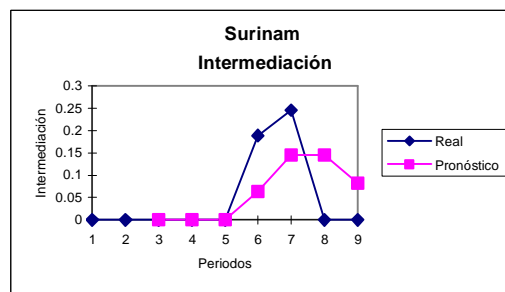 Surinam
Intermediación
0.3
0.25
0.2
0.15
0.1
0.05
0
Intermediación
1 2 3 4 5 6 7 8 9
Periodos
Real
Pronóstico